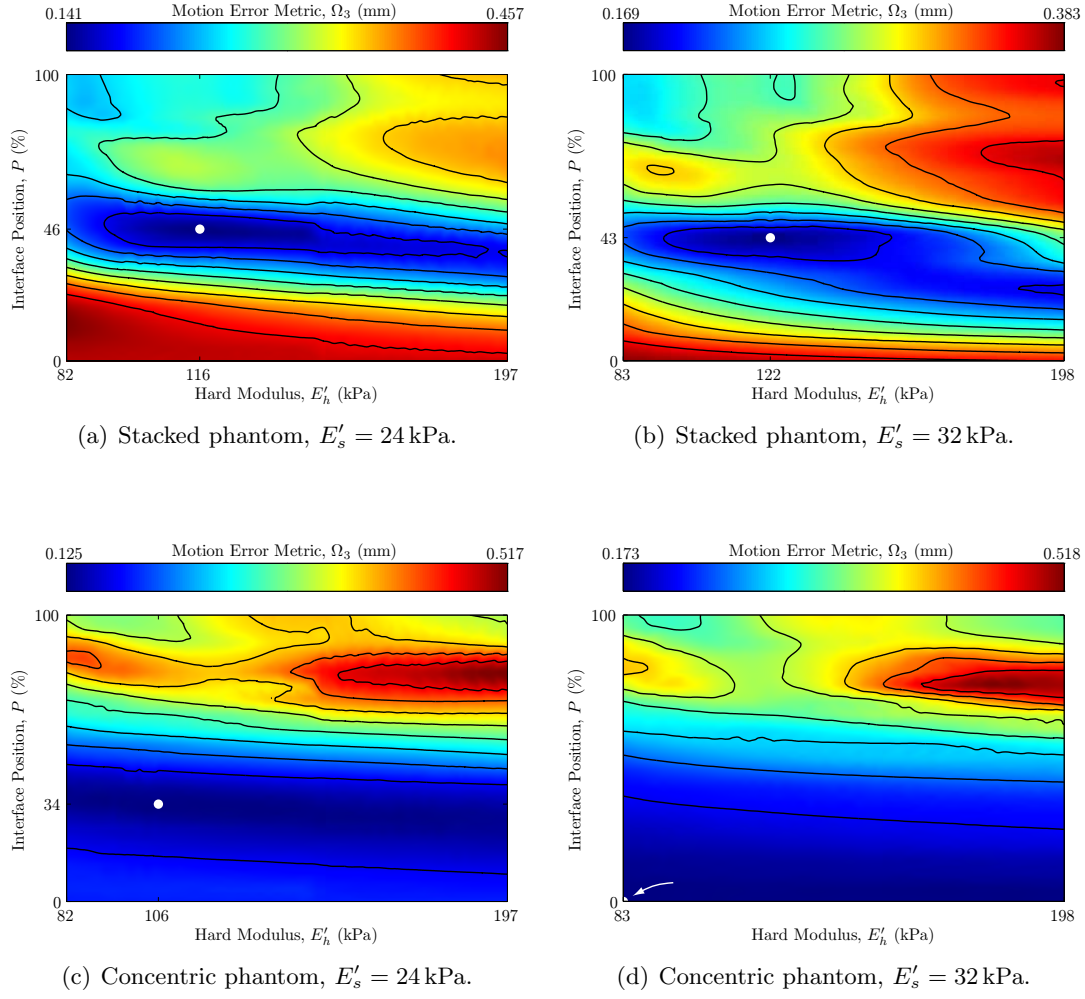 Motion Error Metric, Ω₃ (mm)
0.141 0.457
Interface Position, P (%)
100
46
0
82 116 197
Hard Modulus, E′ₕ (kPa)
(a) Stacked phantom, E′ₛ = 24 kPa.
Motion Error Metric, Ω₃ (mm)
0.169 0.383
Interface Position, P (%)
100
43
0
83 122 198
Hard Modulus, E′ₕ (kPa)
(b) Stacked phantom, E′ₛ = 32 kPa.
Motion Error Metric, Ω₃ (mm)
0.125 0.517
Interface Position, P (%)
100
34
0
82 106 197
Hard Modulus, E′ₕ (kPa)
(c) Concentric phantom, E′ₛ = 24 kPa.
Motion Error Metric, Ω₃ (mm)
0.173 0.518
Interface Position, P (%)
100
0
83 198
Hard Modulus, E′ₕ (kPa)
(d) Concentric phantom, E′ₛ = 32 kPa.